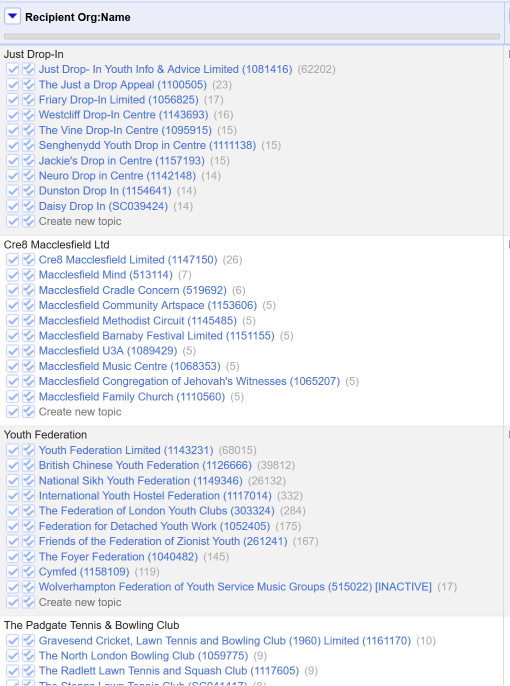 Recipient Org:Name
Just Drop-In
Just Drop- In Youth Info & Advice Limited (1081416) (62202)
The Just a Drop Appeal (1100505) (23)
Friary Drop-In Limited (1056825) (17)
Westcliff Drop-In Centre (1143693) (16)
The Vine Drop-In Centre (1095915) (15)
Senghenydd Youth Drop in Centre (1111138) (15)
Jackie's Drop in Centre (1157193) (15)
Neuro Drop in Centre (1142148) (14)
Dunston Drop In (1154641) (14)
Daisy Drop In (SC039424) (14)
Create new topic
Cre8 Macclesfield Ltd
Cre8 Macclesfield Limited (1147150) (26)
Macclesfield Mind (513114) (7)
Macclesfield Cradle Concern (519692) (6)
Macclesfield Community Artspace (1153606) (5)
Macclesfield Methodist Circuit (1145485) (5)
Macclesfield Barnaby Festival Limited (1151155) (5)
Macclesfield U3A (1089429) (5)
Macclesfield Music Centre (1068353) (5)
Macclesfield Congregation of Jehovah's Witnesses (1065207) (5)
Macclesfield Family Church (1110560) (5)
Create new topic
Youth Federation
Youth Federation Limited (1143231) (68015)
British Chinese Youth Federation (1126666) (39812)
National Sikh Youth Federation (1149346) (26132)
International Youth Hostel Federation (1117014) (332)
The Federation of London Youth Clubs (303324) (284)
Federation for Detached Youth Work (1052405) (175)
Friends of the Federation of Zionist Youth (261241) (167)
The Foyer Federation (1040482) (145)
Cymfed (1158109) (119)
Wolverhampton Federation of Youth Service Music Groups (515022) [INACTIVE] (17)
Create new topic
The Padgate Tennis & Bowling Club
Gravesend Cricket, Lawn Tennis and Bowling Club (1960) Limited (1161170) (10)
The North London Bowling Club (1059775) (9)
The Radlett Lawn Tennis and Squash Club (1117605) (9)